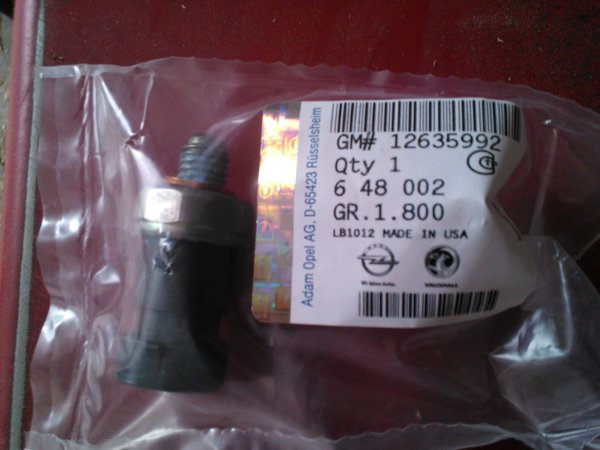 Adam Opel AG, D-65423 Rüsselsheim
GM# 12635992
Qty 1
6 48 002
GR.1.800
LB1012 MADE IN USA
VAUXHALL